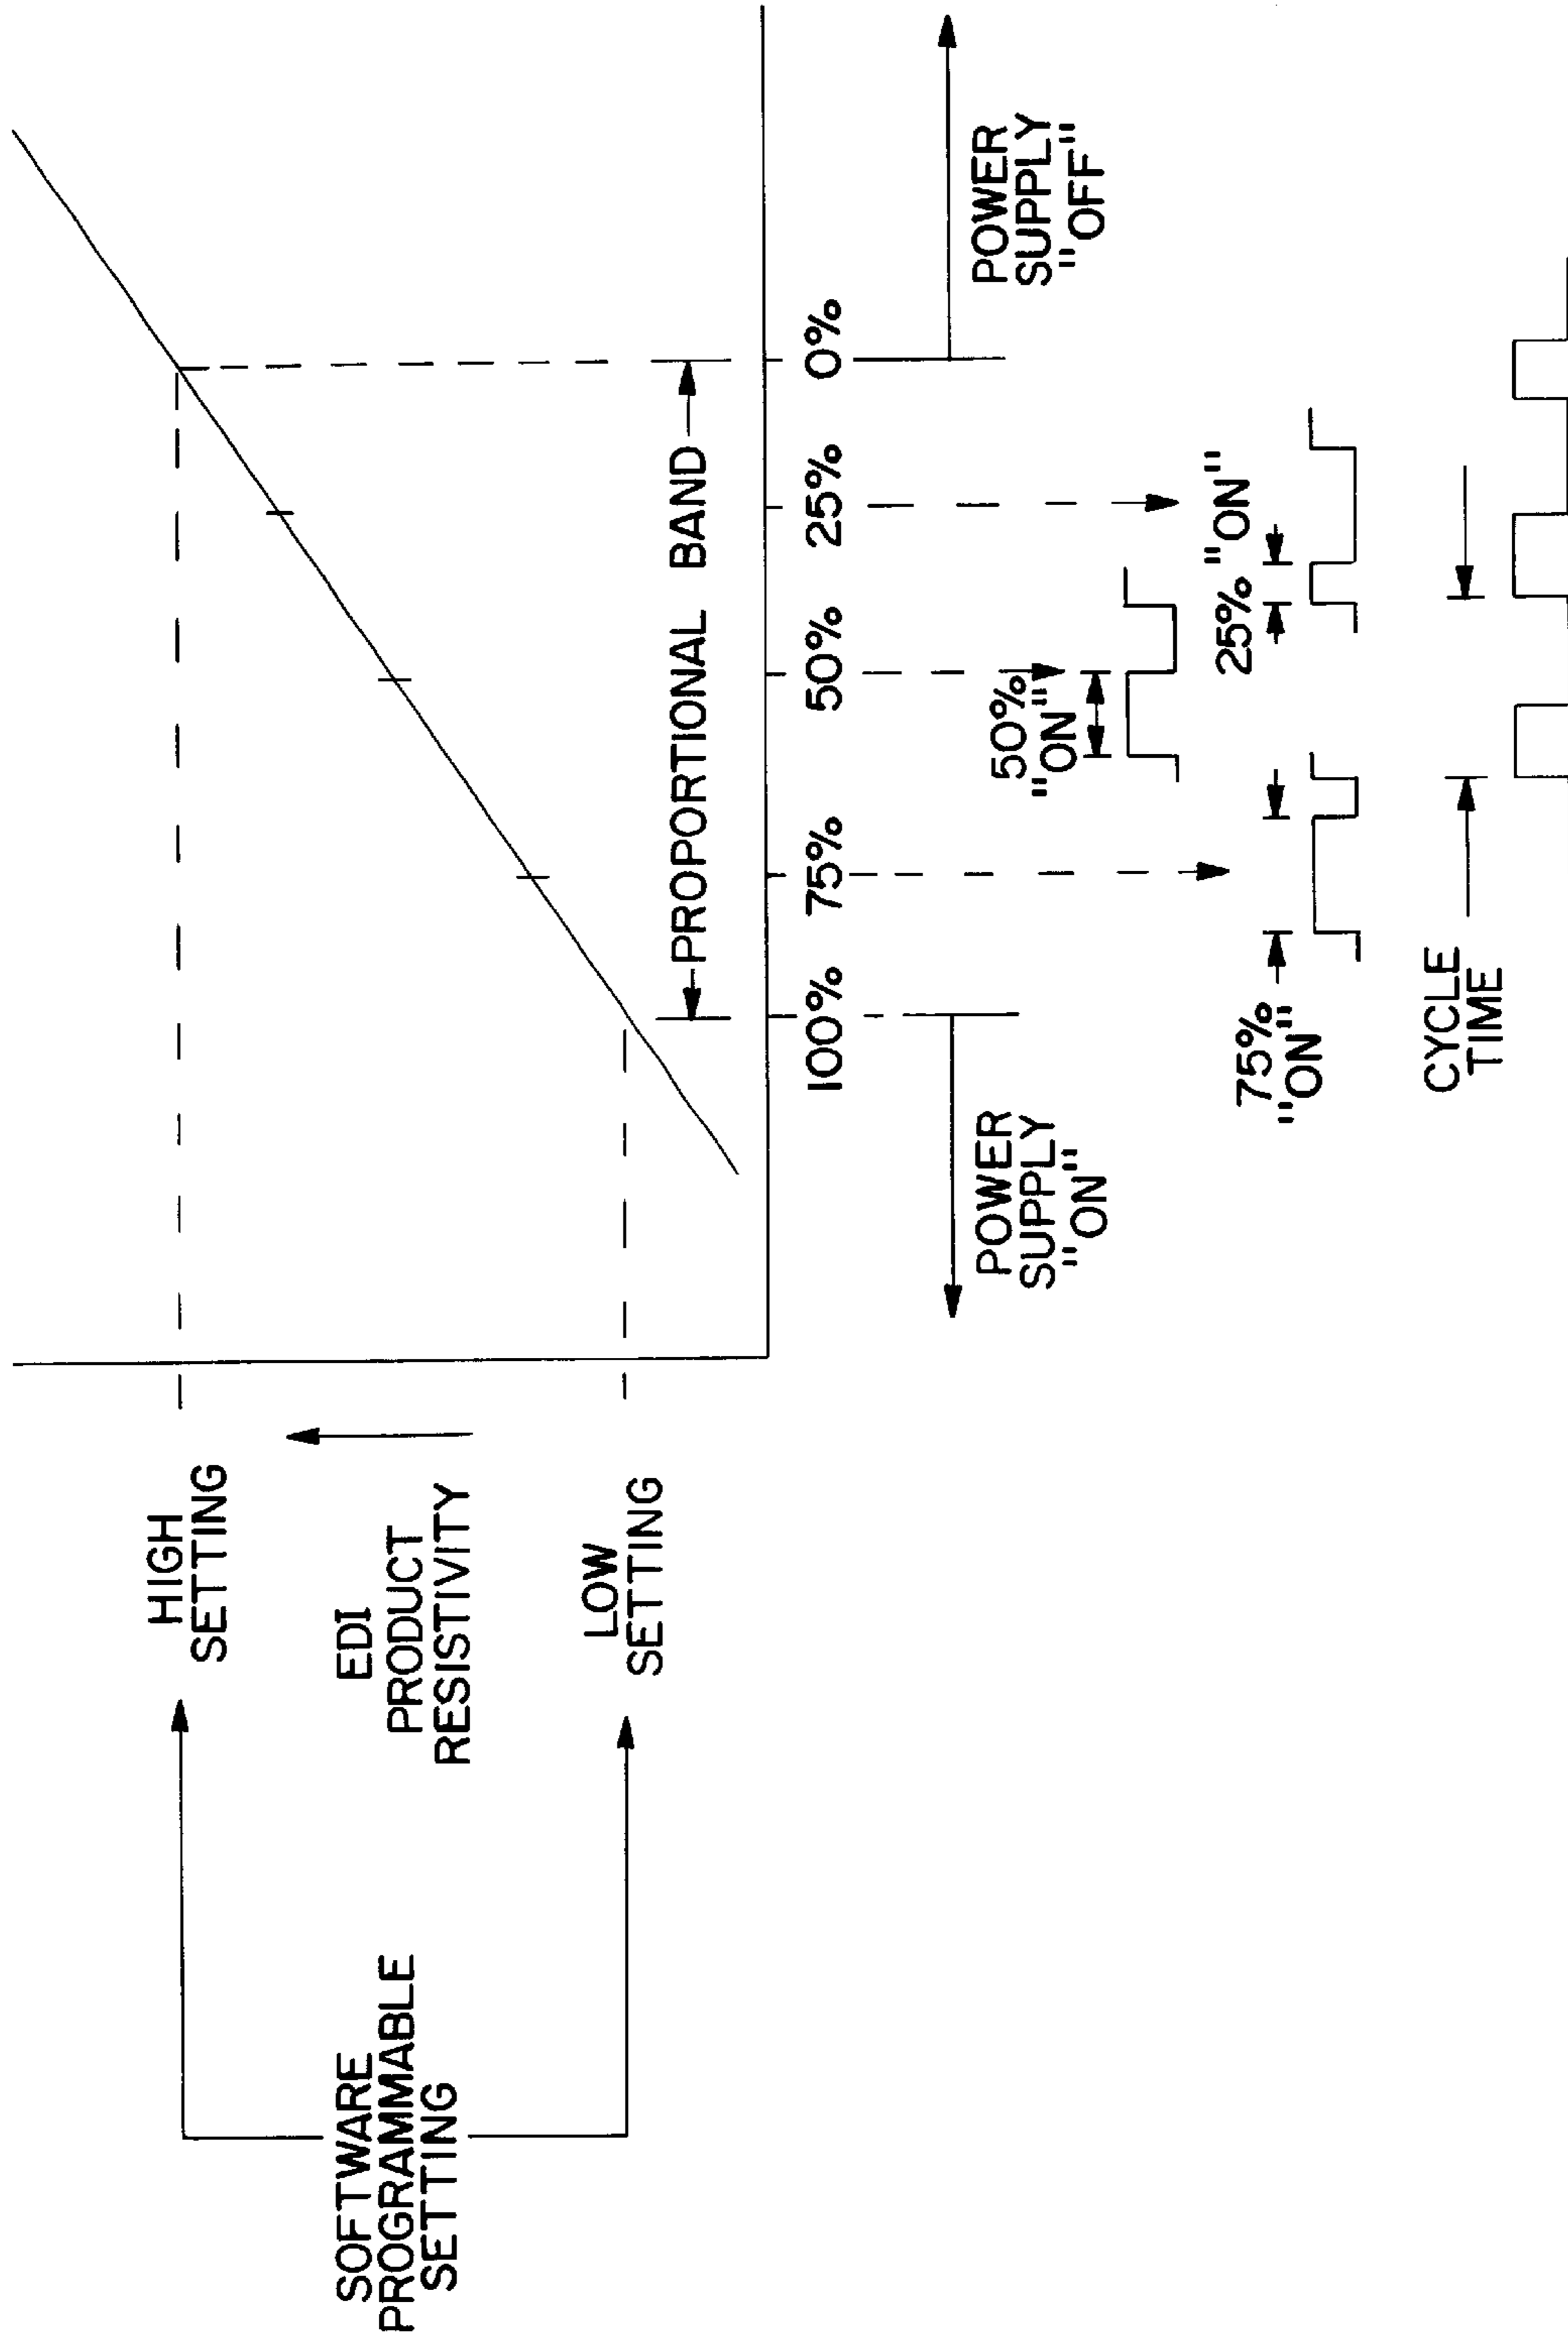 SOFTWARE
PROGRAMMABLE
SETTING
HIGH
SETTING
EDI
PRODUCT
RESISTIVITY
LOW
SETTING
PROPORTIONAL BAND
100% 75% 50% 25% 0%
POWER
SUPPLY
"ON"
POWER
SUPPLY
"OFF"
50%
"ON"
75%
"ON"
25% "ON"
CYCLE
TIME